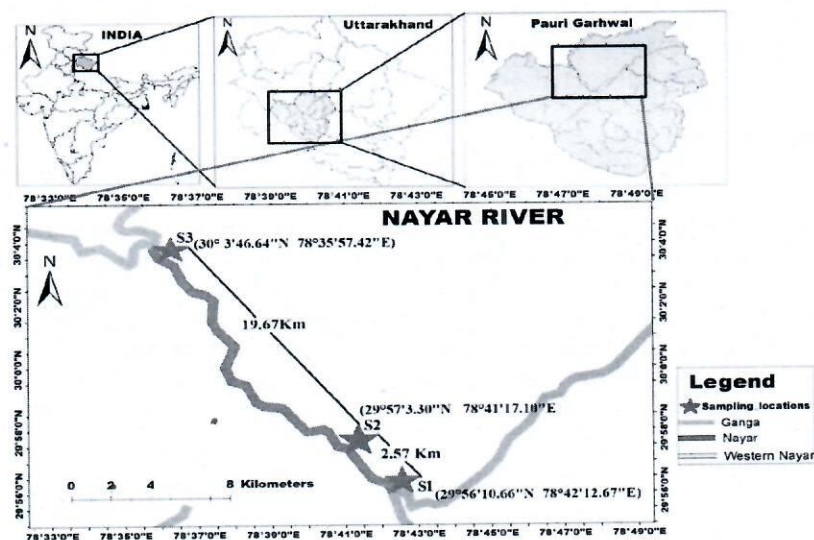 INDIA
Uttarakhand
Pauri Garhwal
N
N
N
78°33'0"E 78°35'0"E 78°37'0"E 78°39'0"E 78°41'0"E 78°43'0"E 78°45'0"E 78°47'0"E 78°49'0"E
NAYAR RIVER
S3 (30° 3'46.64"N 78°35'57.42"E)
N
19.67Km
(29°57'3.30"N 78°41'17.10"E
S2
2.57 Km
S1
(29°56'10.66"N 78°42'12.67"E)
0 2 4 8 Kilometers
30°4'0"N
30°2'0"N
30°0'0"N
29°58'0"N
29°56'0"N
30°4'0"N
30°2'0"N
30°0'0"N
29°58'0"N
29°56'0"N
78°33'0"E 78°35'0"E 78°37'0"E 78°39'0"E 78°41'0"E 78°43'0"E 78°45'0"E 78°47'0"E 78°49'0"E
Legend
Sampling_locations
Ganga
Nayar
Western Nayar